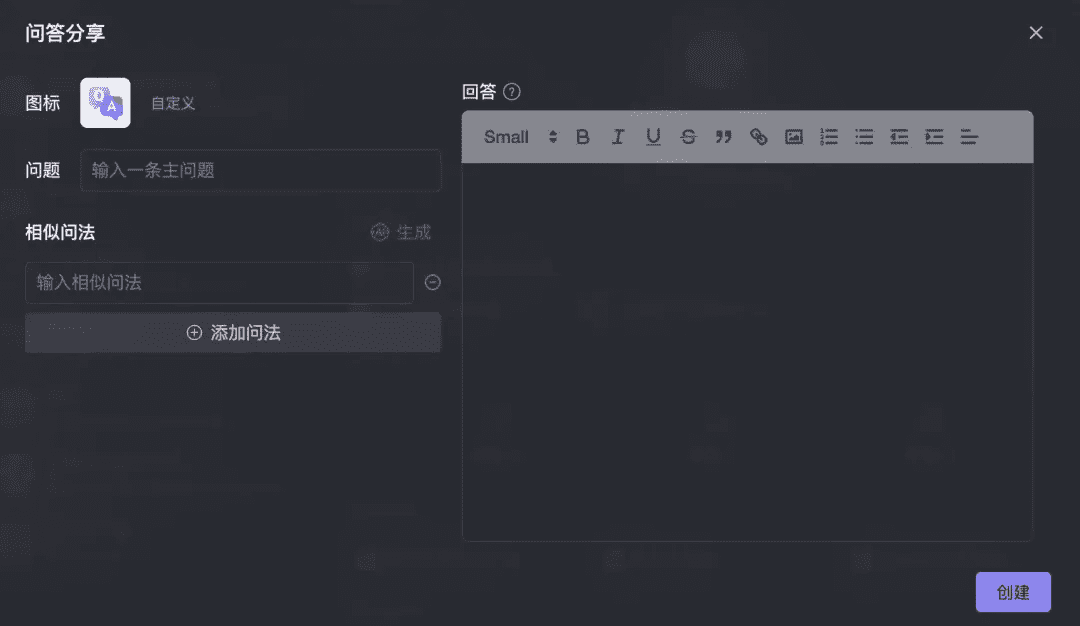 问答分享
图标
自定义
问题
输入一条主问题
相似问法
生成
输入相似问法
添加问法
回答
Small
创建